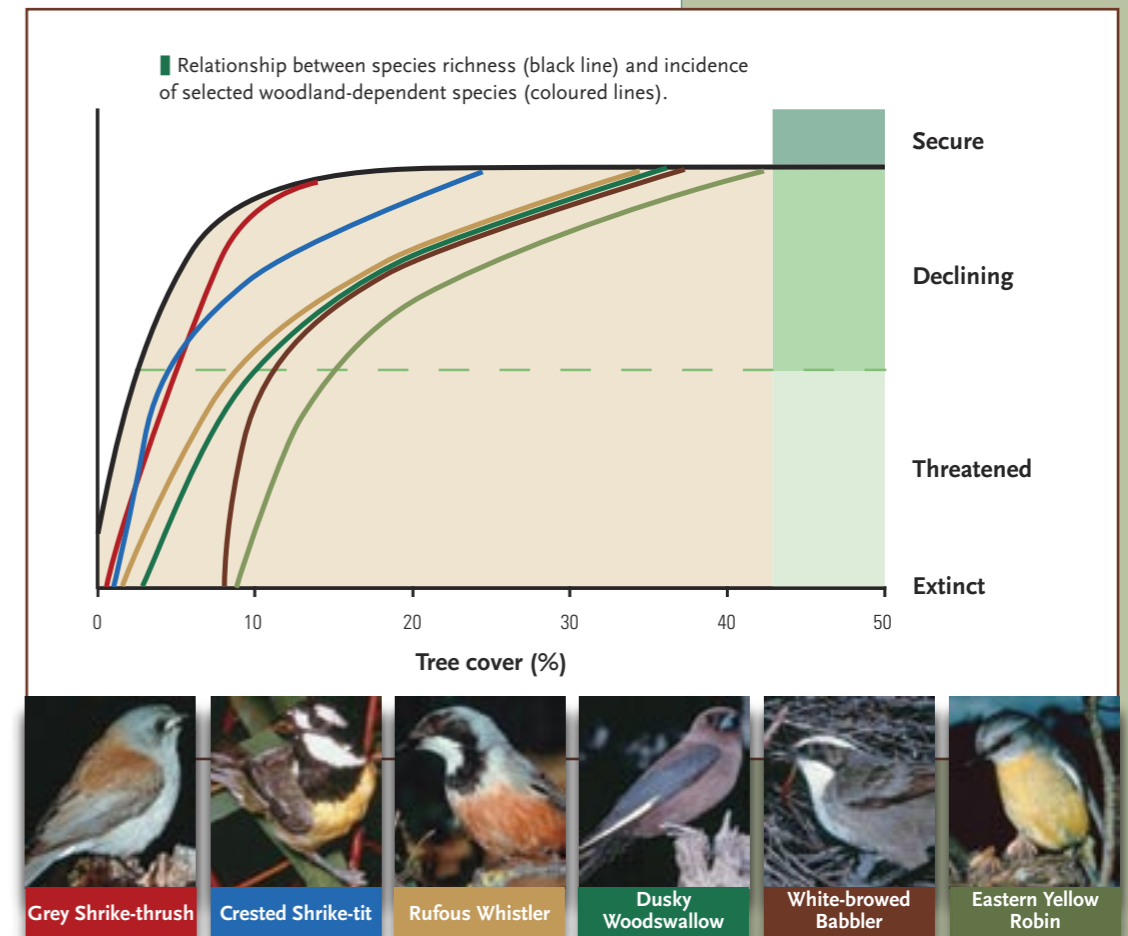 Relationship between species richness (black line) and incidence
of selected woodland-dependent species (coloured lines).
Secure
Declining
Threatened
Extinct
0 10 20 30 40 50
Tree cover (%)
Grey Shrike-thrush
Crested Shrike-tit
Rufous Whistler
Dusky
Woodswallow
White-browed
Babbler
Eastern Yellow
Robin